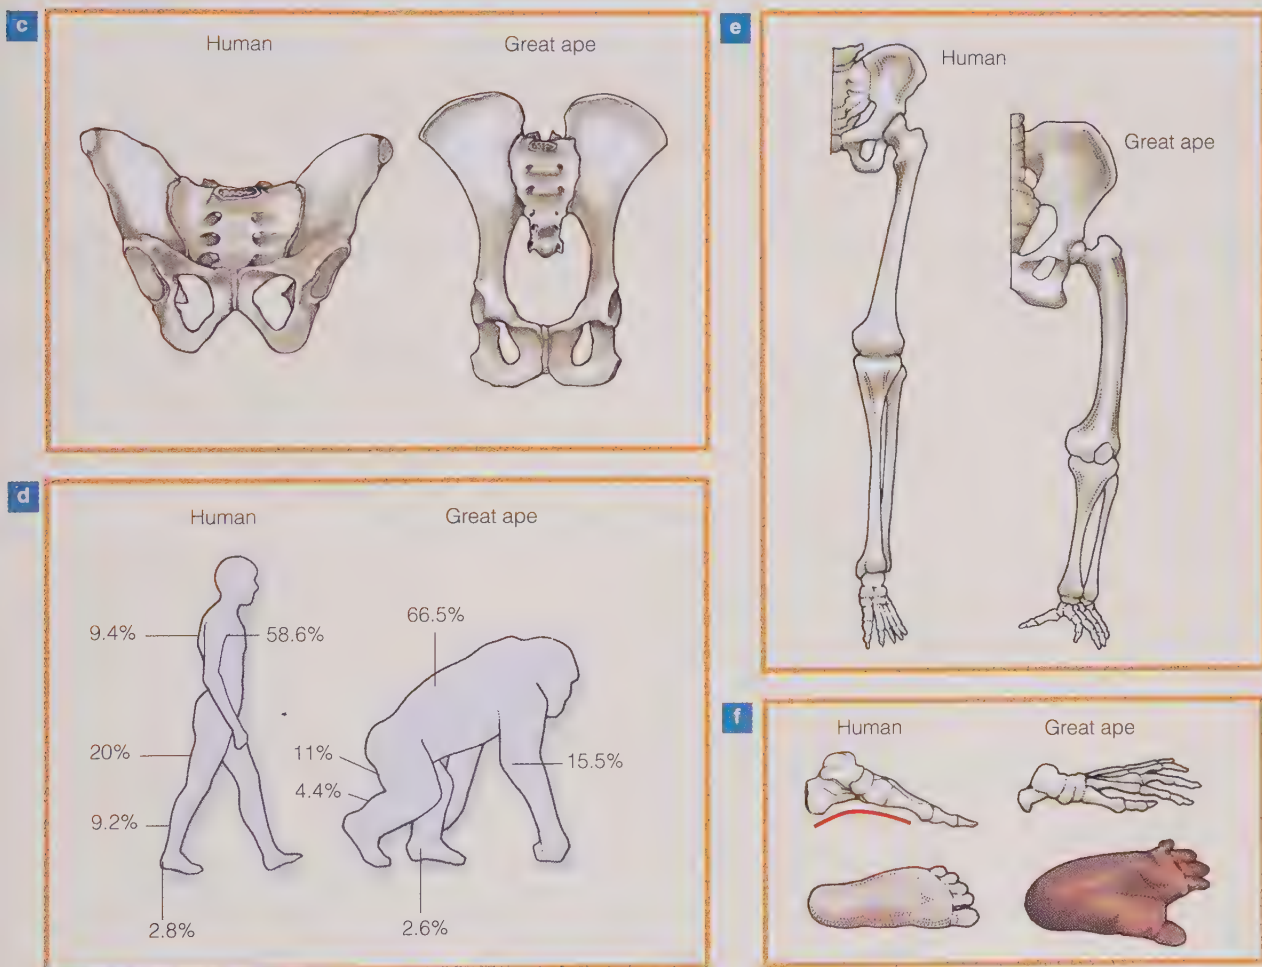 c
Human Great ape
d
Human Great ape
66.5%
9.4% 58.6%
20% 11% 15.5%
4.4%
9.2%
2.8% 2.6%
e
Human
Great ape
f
Human Great ape